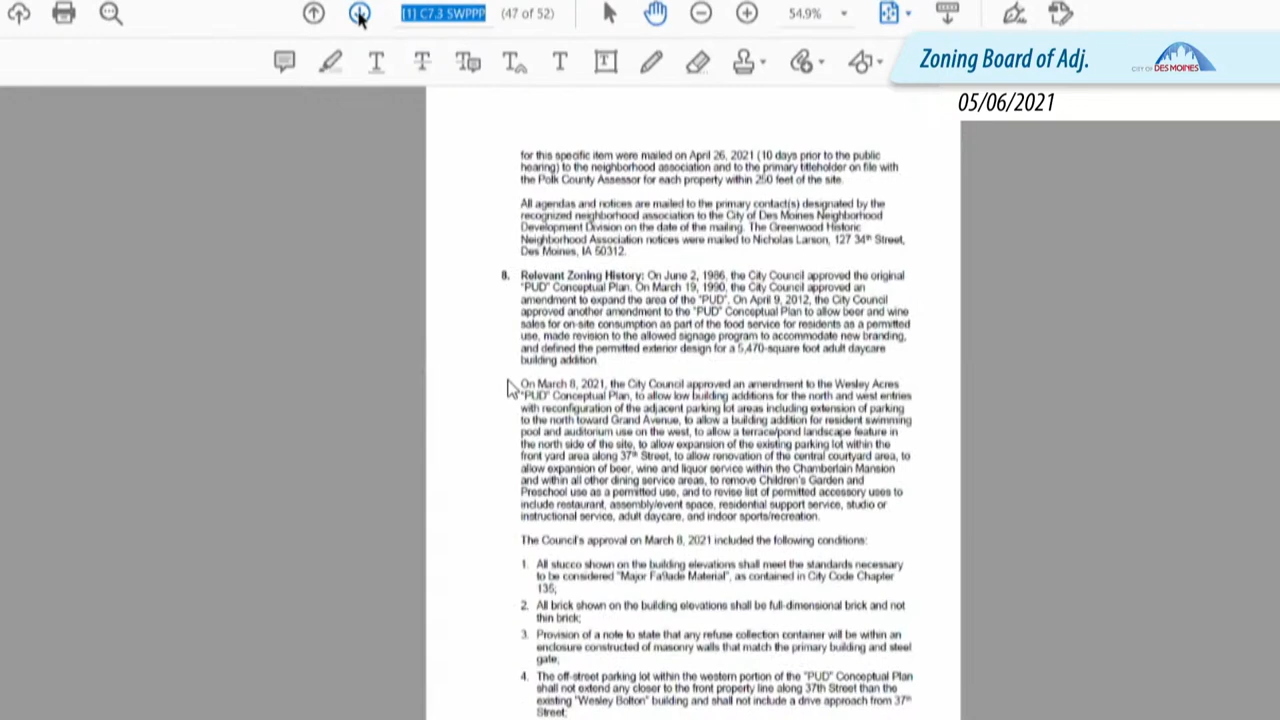 [1] C7.3 SWPPP (47 of 52) 54.9%
Zoning Board of Adj.
CITY OF DES MOINES
05/06/2021
for this specific item were mailed on April 26, 2021 (10 days prior to the public
hearing) to the neighborhood association and to the primary titleholder on file with
the Polk County Assessor for each property within 250 feet of the site.
All agendas and notices are mailed to the primary contact(s) designated by the
recognized neighborhood association to the City of Des Moines Neighborhood
Development Division on the date of the mailing. The Greenwood Historic
Neighborhood Association notices were mailed to Nicholas Larson, 127 34th Street,
Des Moines, IA 50312.
8. Relevant Zoning History: On June 2, 1986, the City Council approved the original
"PUD" Conceptual Plan. On March 19, 1990, the City Council approved an
amendment to expand the area of the "PUD". On April 9, 2012, the City Council
approved another amendment to the "PUD" Conceptual Plan to allow beer and wine
sales for on-site consumption as part of the food service for residents as a permitted
use, made revision to the allowed signage program to accommodate new branding,
and defined the permitted exterior design for a 5,470-square foot adult daycare
building addition.
On March 8, 2021, the City Council approved an amendment to the Wesley Acres
"PUD" Conceptual Plan, to allow low building additions for the north and west entries
with reconfiguration of the adjacent parking lot areas including extension of parking
to the north toward Grand Avenue, to allow a building addition for resident swimming
pool and auditorium use on the west, to allow a terrace/pond landscape feature in
the north side of the site, to allow expansion of the existing parking lot within the
front yard area along 37th Street, to allow renovation of the central courtyard area, to
allow expansion of beer, wine and liquor service within the Chamberlain Mansion
and within all other dining service areas, to remove Children's Garden and
Preschool use as a permitted use, and to revise list of permitted accessory uses to
include restaurant, assembly/event space, residential support service, studio or
instructional service, adult daycare, and indoor sports/recreation.
The Council's approval on March 8, 2021 included the following conditions:
1. All stucco shown on the building elevations shall meet the standards necessary
to be considered "Major Façade Material", as contained in City Code Chapter
135;
2. All brick shown on the building elevations shall be full-dimensional brick and not
thin brick;
3. Provision of a note to state that any refuse collection container will be within an
enclosure constructed of masonry walls that match the primary building and steel
gate;
4. The off-street parking lot within the western portion of the "PUD" Conceptual Plan
shall not extend any closer to the front property line along 37th Street than the
existing "Wesley Bolton" building and shall not include a drive approach from 37th
Street;